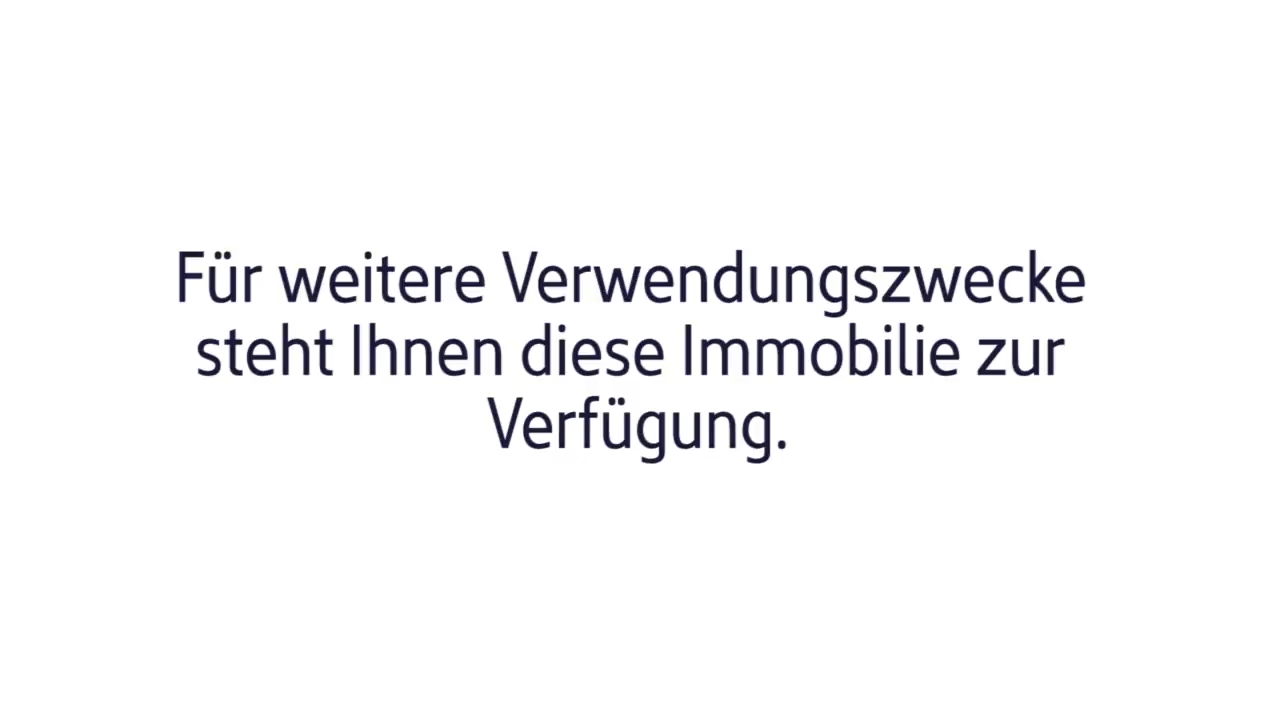 Für weitere Verwendungszwecke
steht Ihnen diese Immobilie zur
Verfügung.